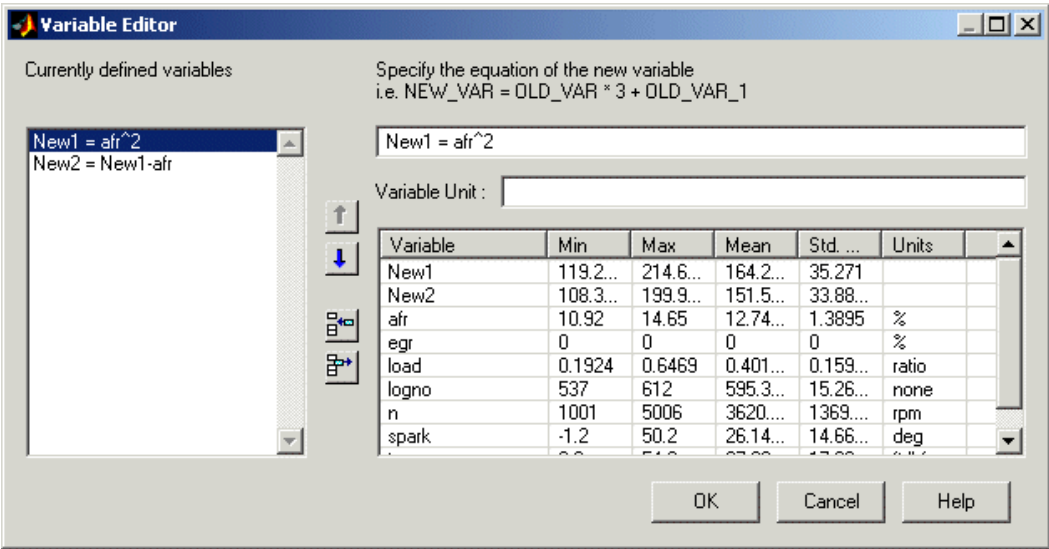 Variable Editor
Currently defined variables
Specify the equation of the new variable
i.e. NEW_VAR = OLD_VAR * 3 + OLD_VAR_1
New1 = afr^2
New2 = New1-afr
New1 = afr^2
Variable Unit :
Variable Min Max Mean Std. ... Units
New1 119.2... 214.6... 164.2... 35.271
New2 108.3... 199.9... 151.5... 33.88...
afr 10.92 14.65 12.74... 1.3895 %
egr 0 0 0 0 %
load 0.1924 0.6469 0.401... 0.159... ratio
logno 537 612 595.3... 15.26... none
n 1001 5006 3620.... 1369.... rpm
spark -1.2 50.2 26.14... 14.66... deg
OK Cancel Help